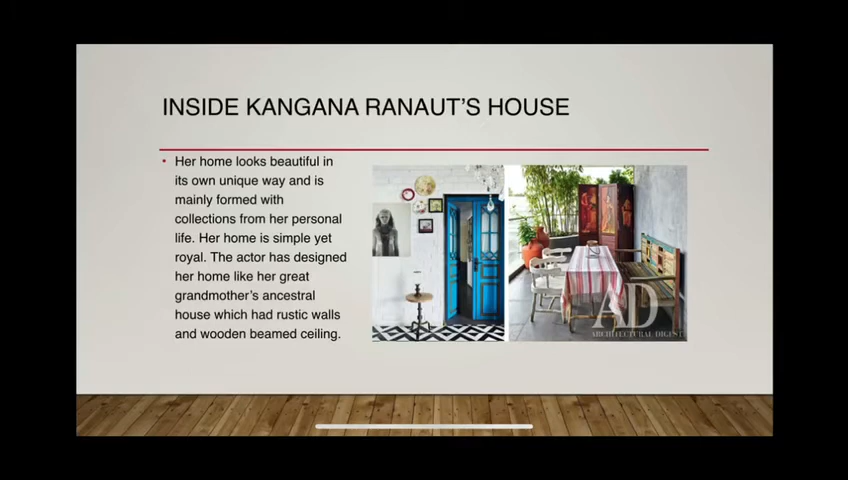 INSIDE KANGANA RANAUT’S HOUSE
• Her home looks beautiful in
its own unique way and is
mainly formed with
collections from her personal
life. Her home is simple yet
royal. The actor has designed
her home like her great
grandmother’s ancestral
house which had rustic walls
and wooden beamed ceiling.
AD
ARCHITECTURAL DIGEST